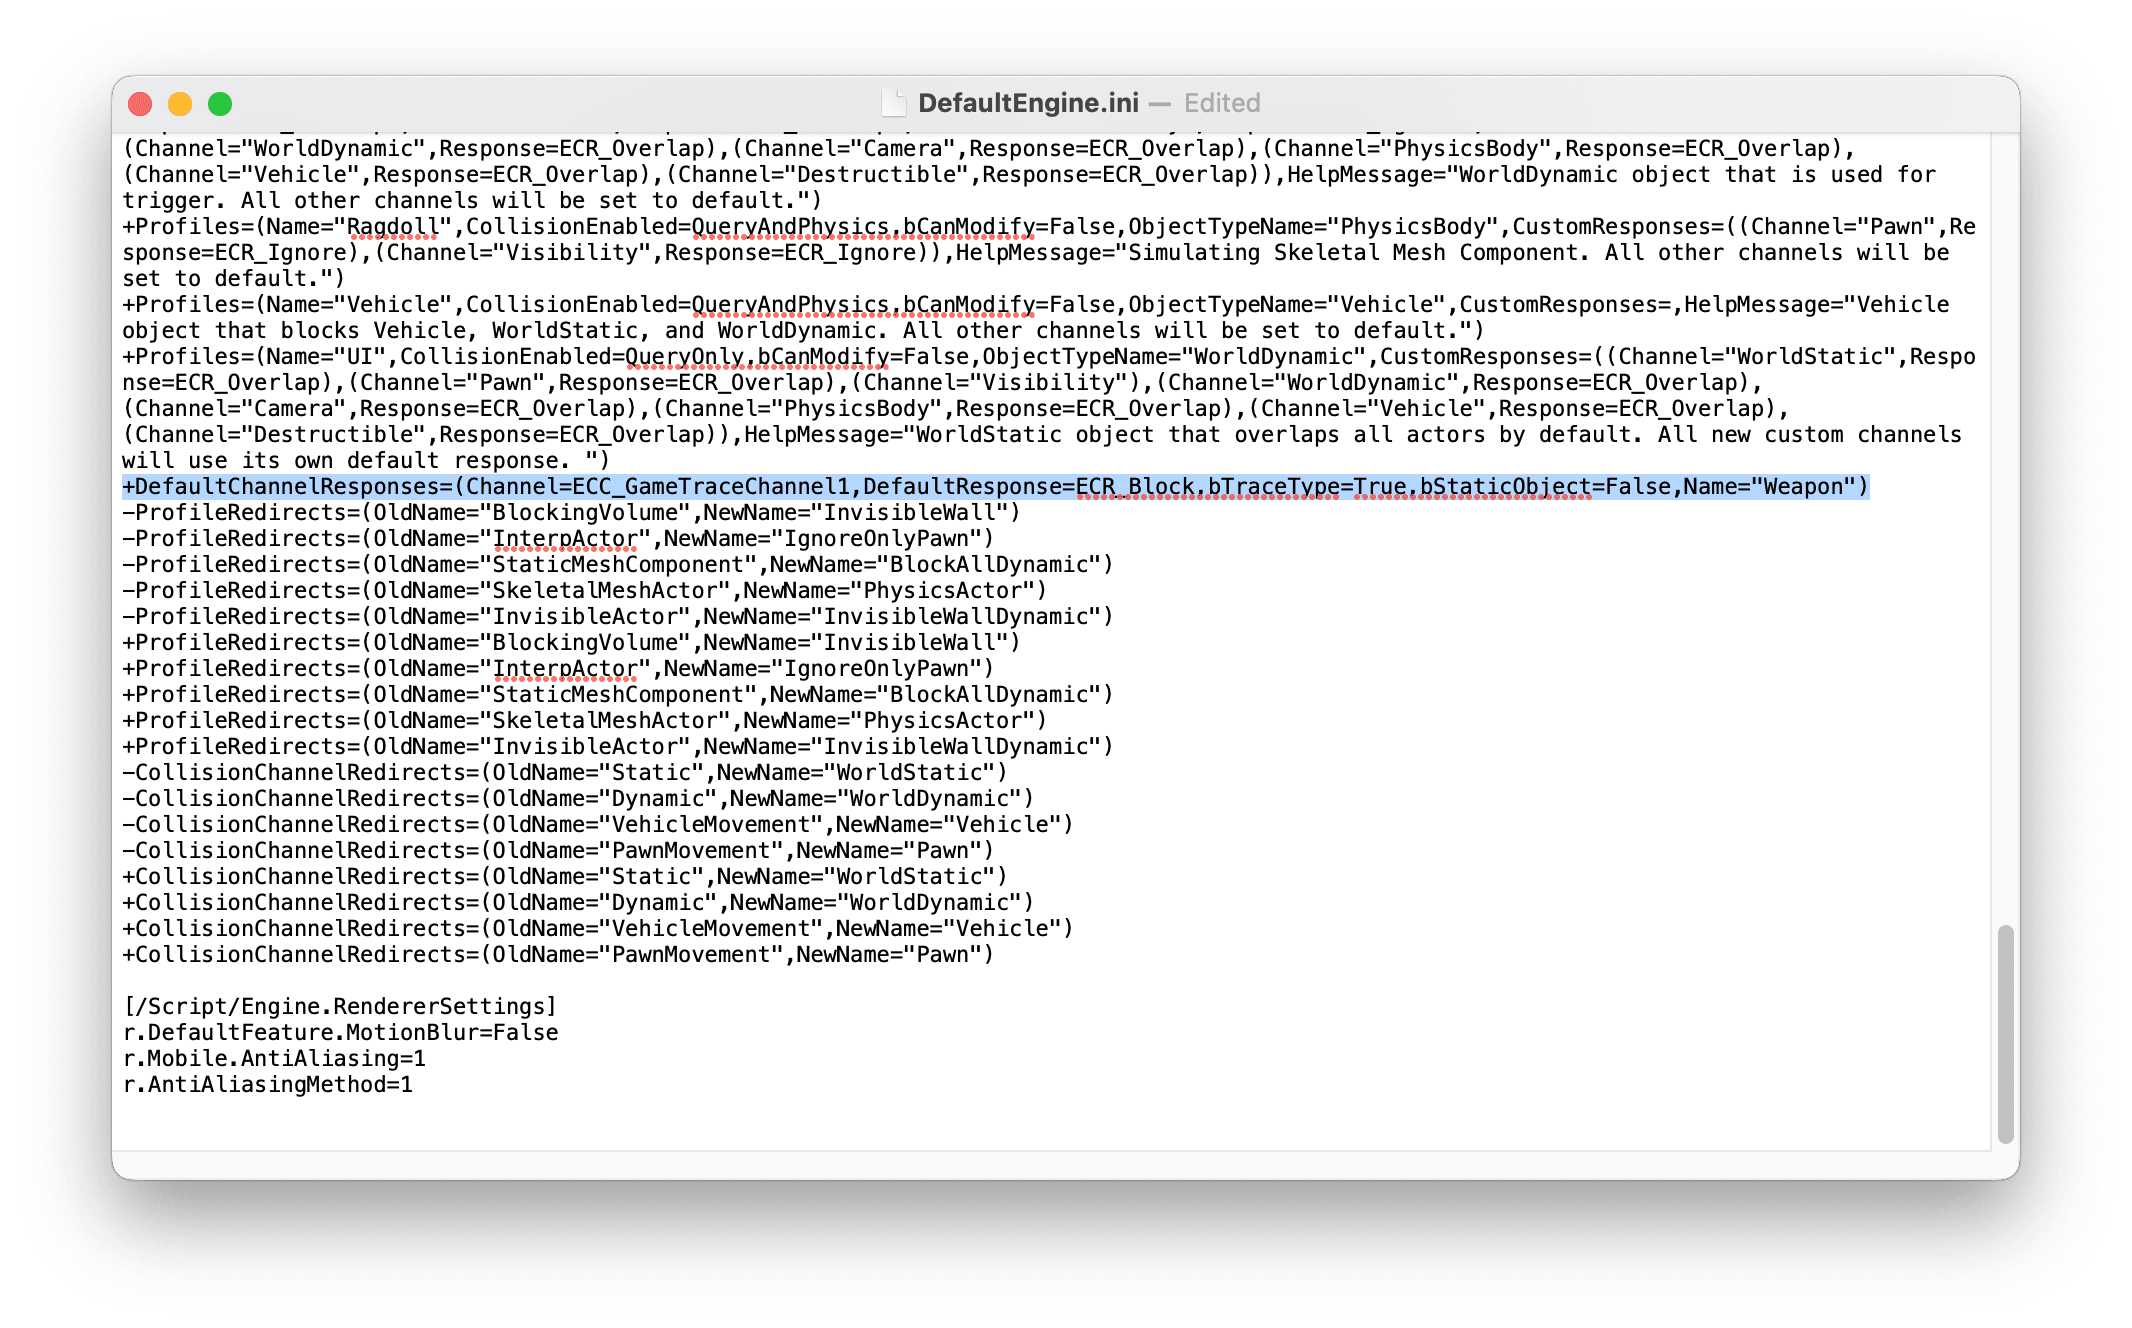 DefaultEngine.ini — Edited
(Channel="WorldDynamic",Response=ECR_Overlap),(Channel="Camera",Response=ECR_Overlap),(Channel="PhysicsBody",Response=ECR_Overlap),
(Channel="Vehicle",Response=ECR_Overlap),(Channel="Destructible",Response=ECR_Overlap)),HelpMessage="WorldDynamic object that is used for
trigger. All other channels will be set to default.")
+Profiles=(Name="Ragdoll",CollisionEnabled=QueryAndPhysics,bCanModify=False,ObjectTypeName="PhysicsBody",CustomResponses=((Channel="Pawn",Re
sponse=ECR_Ignore),(Channel="Visibility",Response=ECR_Ignore)),HelpMessage="Simulating Skeletal Mesh Component. All other channels will be
set to default.")
+Profiles=(Name="Vehicle",CollisionEnabled=QueryAndPhysics,bCanModify=False,ObjectTypeName="Vehicle",CustomResponses=,HelpMessage="Vehicle
object that blocks Vehicle, WorldStatic, and WorldDynamic. All other channels will be set to default.")
+Profiles=(Name="UI",CollisionEnabled=QueryOnly,bCanModify=False,ObjectTypeName="WorldDynamic",CustomResponses=((Channel="WorldStatic",Respo
nse=ECR_Overlap),(Channel="Pawn",Response=ECR_Overlap),(Channel="Visibility"),(Channel="WorldDynamic",Response=ECR_Overlap),
(Channel="Camera",Response=ECR_Overlap),(Channel="PhysicsBody",Response=ECR_Overlap),(Channel="Vehicle",Response=ECR_Overlap),
(Channel="Destructible",Response=ECR_Overlap)),HelpMessage="WorldStatic object that overlaps all actors by default. All new custom channels
will use its own default response. ")
+DefaultChannelResponses=(Channel=ECC_GameTraceChannel1,DefaultResponse=ECR_Block,bTraceType=True,bStaticObject=False,Name="Weapon")
-ProfileRedirects=(OldName="BlockingVolume",NewName="InvisibleWall")
-ProfileRedirects=(OldName="InterpActor",NewName="IgnoreOnlyPawn")
-ProfileRedirects=(OldName="StaticMeshComponent",NewName="BlockAllDynamic")
-ProfileRedirects=(OldName="SkeletalMeshActor",NewName="PhysicsActor")
-ProfileRedirects=(OldName="InvisibleActor",NewName="InvisibleWallDynamic")
+ProfileRedirects=(OldName="BlockingVolume",NewName="InvisibleWall")
+ProfileRedirects=(OldName="InterpActor",NewName="IgnoreOnlyPawn")
+ProfileRedirects=(OldName="StaticMeshComponent",NewName="BlockAllDynamic")
+ProfileRedirects=(OldName="SkeletalMeshActor",NewName="PhysicsActor")
+ProfileRedirects=(OldName="InvisibleActor",NewName="InvisibleWallDynamic")
-CollisionChannelRedirects=(OldName="Static",NewName="WorldStatic")
-CollisionChannelRedirects=(OldName="Dynamic",NewName="WorldDynamic")
-CollisionChannelRedirects=(OldName="VehicleMovement",NewName="Vehicle")
-CollisionChannelRedirects=(OldName="PawnMovement",NewName="Pawn")
+CollisionChannelRedirects=(OldName="Static",NewName="WorldStatic")
+CollisionChannelRedirects=(OldName="Dynamic",NewName="WorldDynamic")
+CollisionChannelRedirects=(OldName="VehicleMovement",NewName="Vehicle")
+CollisionChannelRedirects=(OldName="PawnMovement",NewName="Pawn")
[/Script/Engine.RendererSettings]
r.DefaultFeature.MotionBlur=False
r.Mobile.AntiAliasing=1
r.AntiAliasingMethod=1